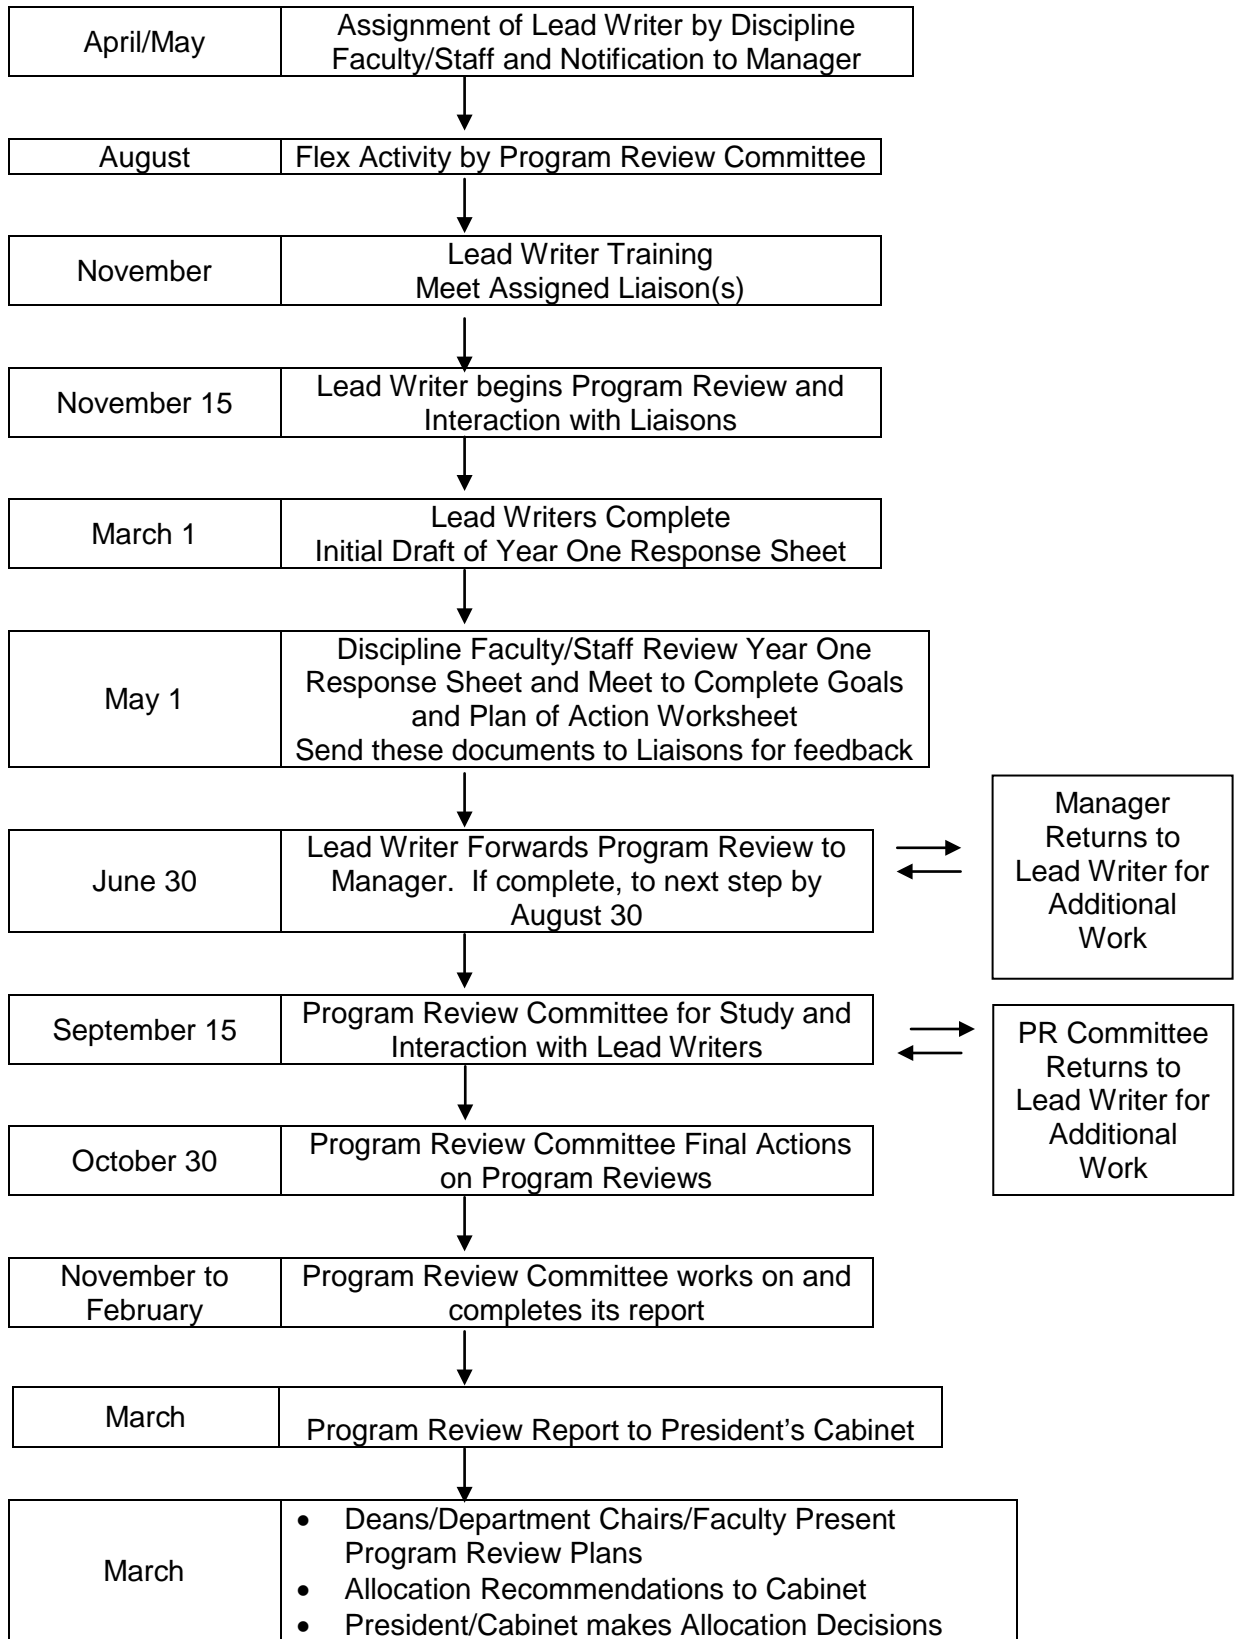 April/May
Assignment of Lead Writer by Discipline
Faculty/Staff and Notification to Manager
August
Flex Activity by Program Review Committee
November
Lead Writer Training
Meet Assigned Liaison(s)
November 15
Lead Writer begins Program Review and
Interaction with Liaisons
March 1
Lead Writers Complete
Initial Draft of Year One Response Sheet
May 1
Discipline Faculty/Staff Review Year One
Response Sheet and Meet to Complete Goals
and Plan of Action Worksheet
Send these documents to Liaisons for feedback
June 30
Lead Writer Forwards Program Review to
Manager.  If complete, to next step by
August 30
Manager
Returns to
Lead Writer for
Additional
Work
September 15
Program Review Committee for Study and
Interaction with Lead Writers
PR Committee
Returns to
Lead Writer for
Additional
Work
October 30
Program Review Committee Final Actions
on Program Reviews
November to
February
Program Review Committee works on and
completes its report
March
Program Review Report to President’s Cabinet
March
• Deans/Department Chairs/Faculty Present
Program Review Plans
• Allocation Recommendations to Cabinet
• President/Cabinet makes Allocation Decisions